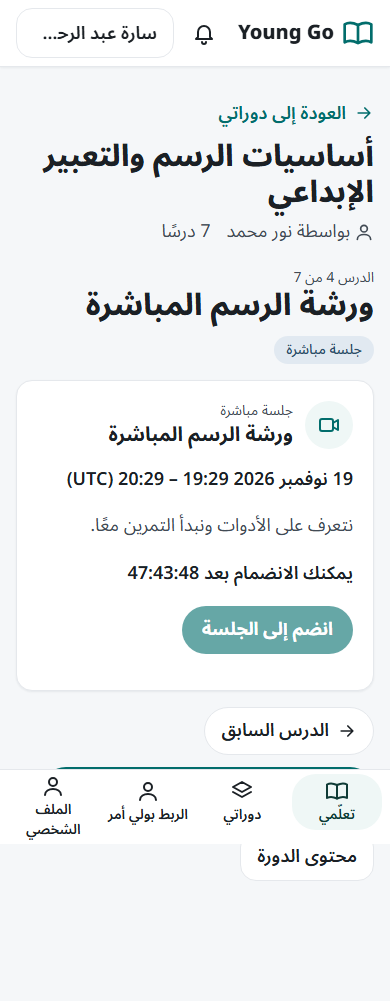 Young Go
سارة عبد الرحـ...
العودة إلى دوراتي
أساسيات الرسم والتعبير
الإبداعي
بواسطة نور محمد 7 درسًا
الدرس 4 من 7
ورشة الرسم المباشرة
جلسة مباشرة
جلسة مباشرة
ورشة الرسم المباشرة
19 نوفمبر 2026 19:29 – 20:29 (UTC)
نتعرف على الأدوات ونبدأ التمرين معًا.
يمكنك الانضمام بعد 47:43:48
انضم إلى الجلسة
الدرس السابق
تعلّمي
دوراتي
الربط بولي أمر
الملف
الشخصي
محتوى الدورة